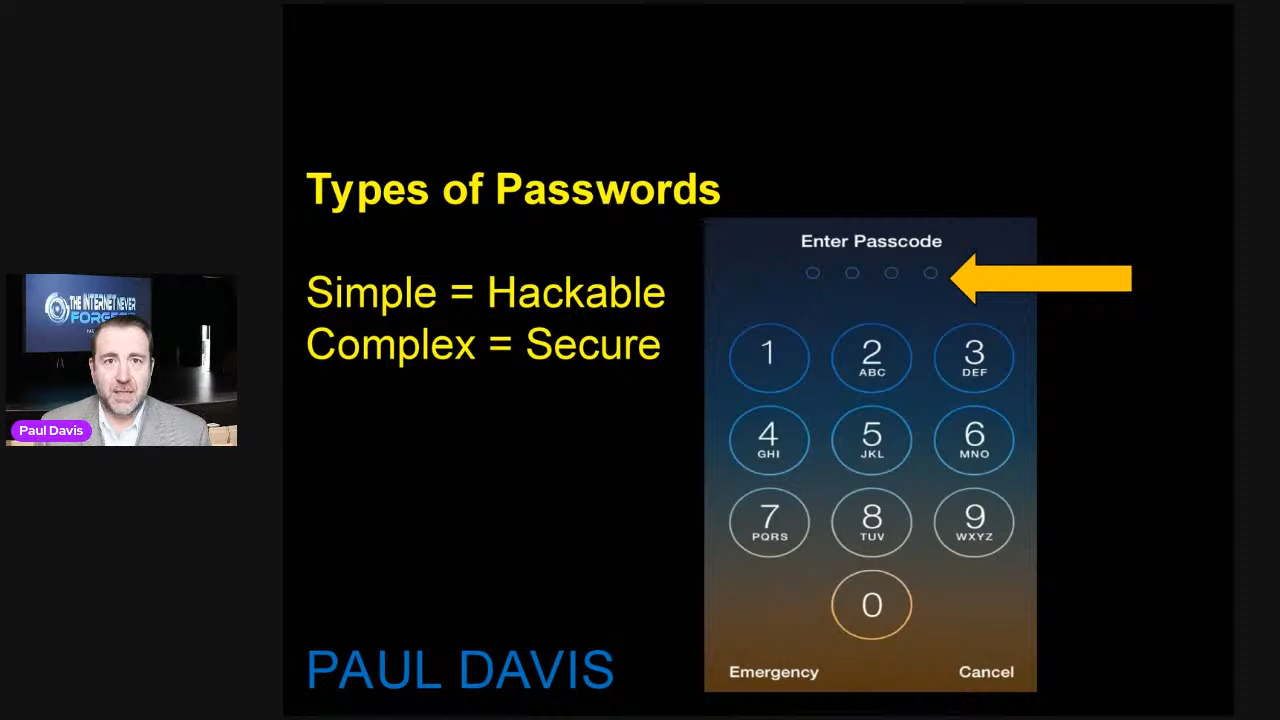 Types of Passwords
Simple = Hackable
Complex = Secure
Enter Passcode
1
2
ABC
3
DEF
4
GHI
5
JKL
6
MNO
7
PQRS
8
TUV
9
WXYZ
0
Emergency
Cancel
PAUL DAVIS
THE INTERNET NEVER
Paul Davis